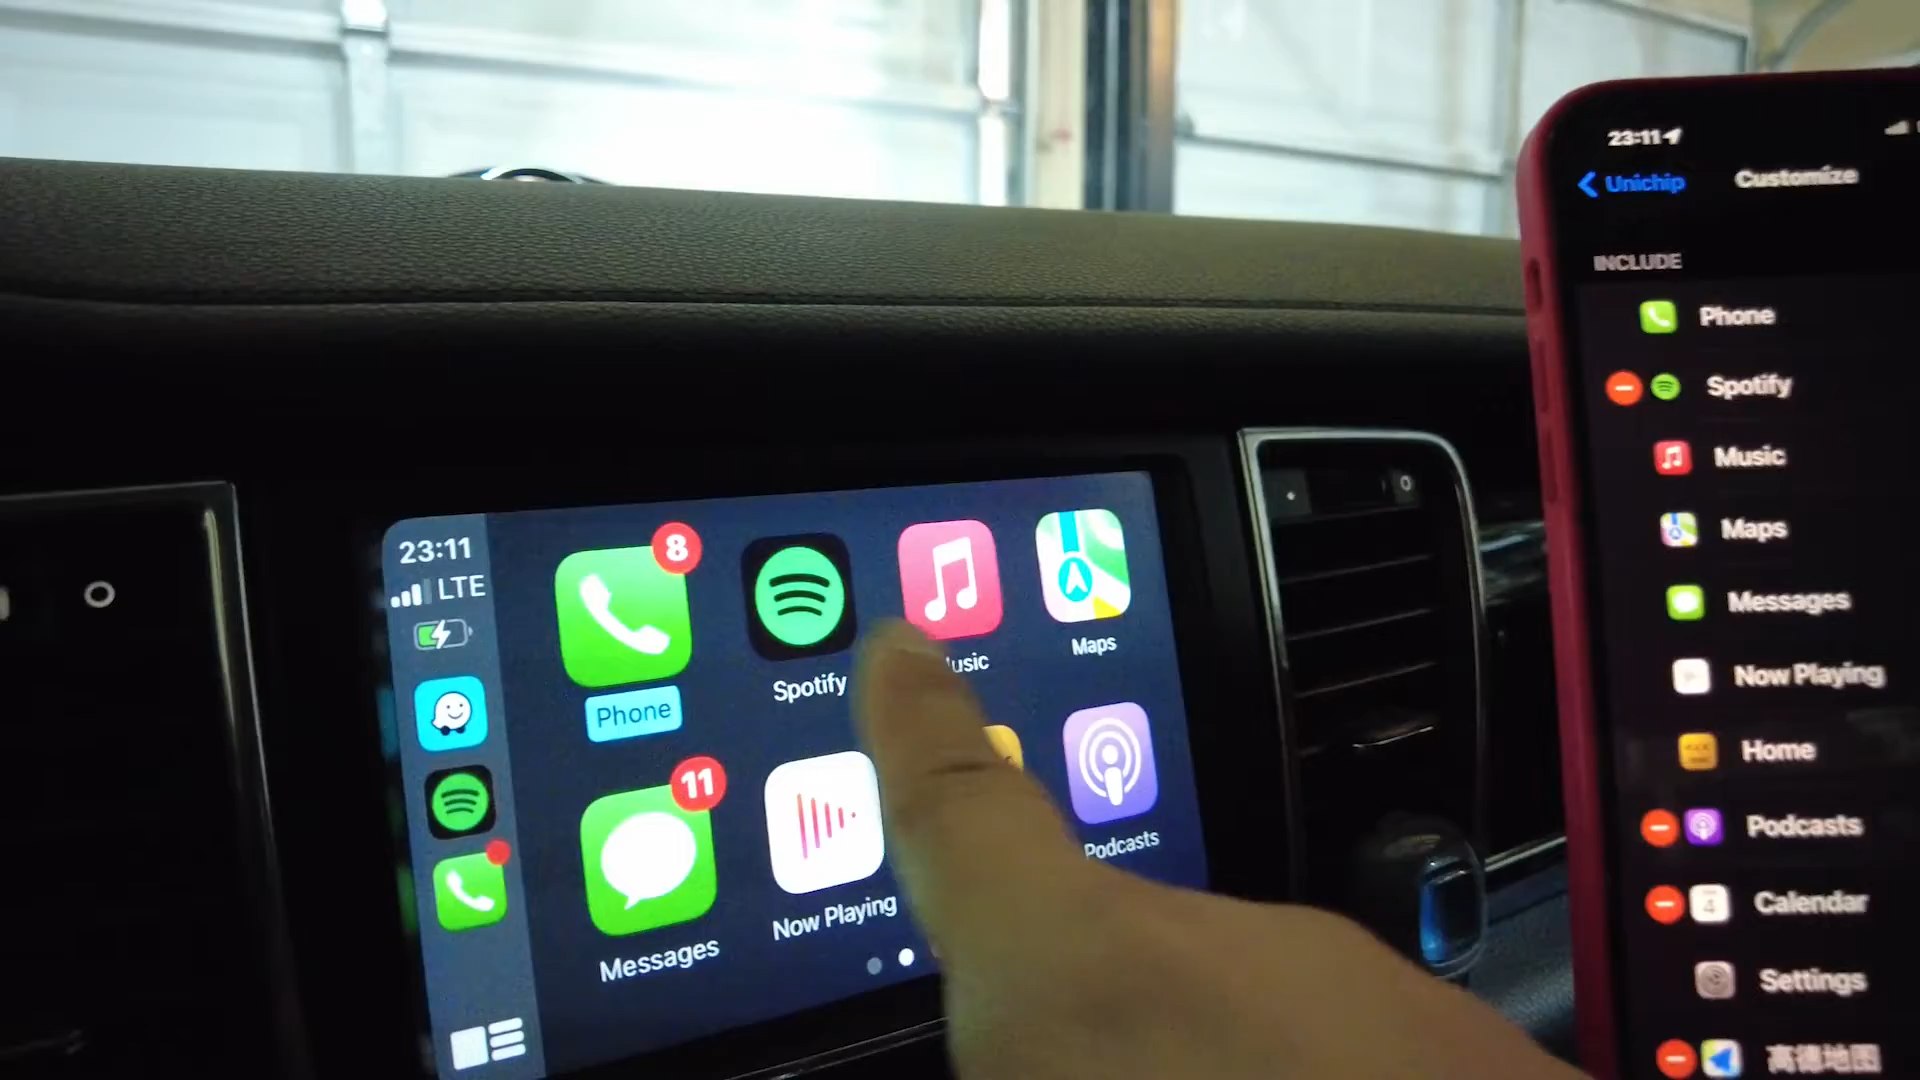 23:11
LTE
8
Phone
Spotify
usic
Maps
11
Messages
Now Playing
Podcasts
23:11
Unichip
Customize
INCLUDE
Phone
Spotify
Music
Maps
Messages
Now Playing
Home
Podcasts
4
Calendar
Settings
高德地图